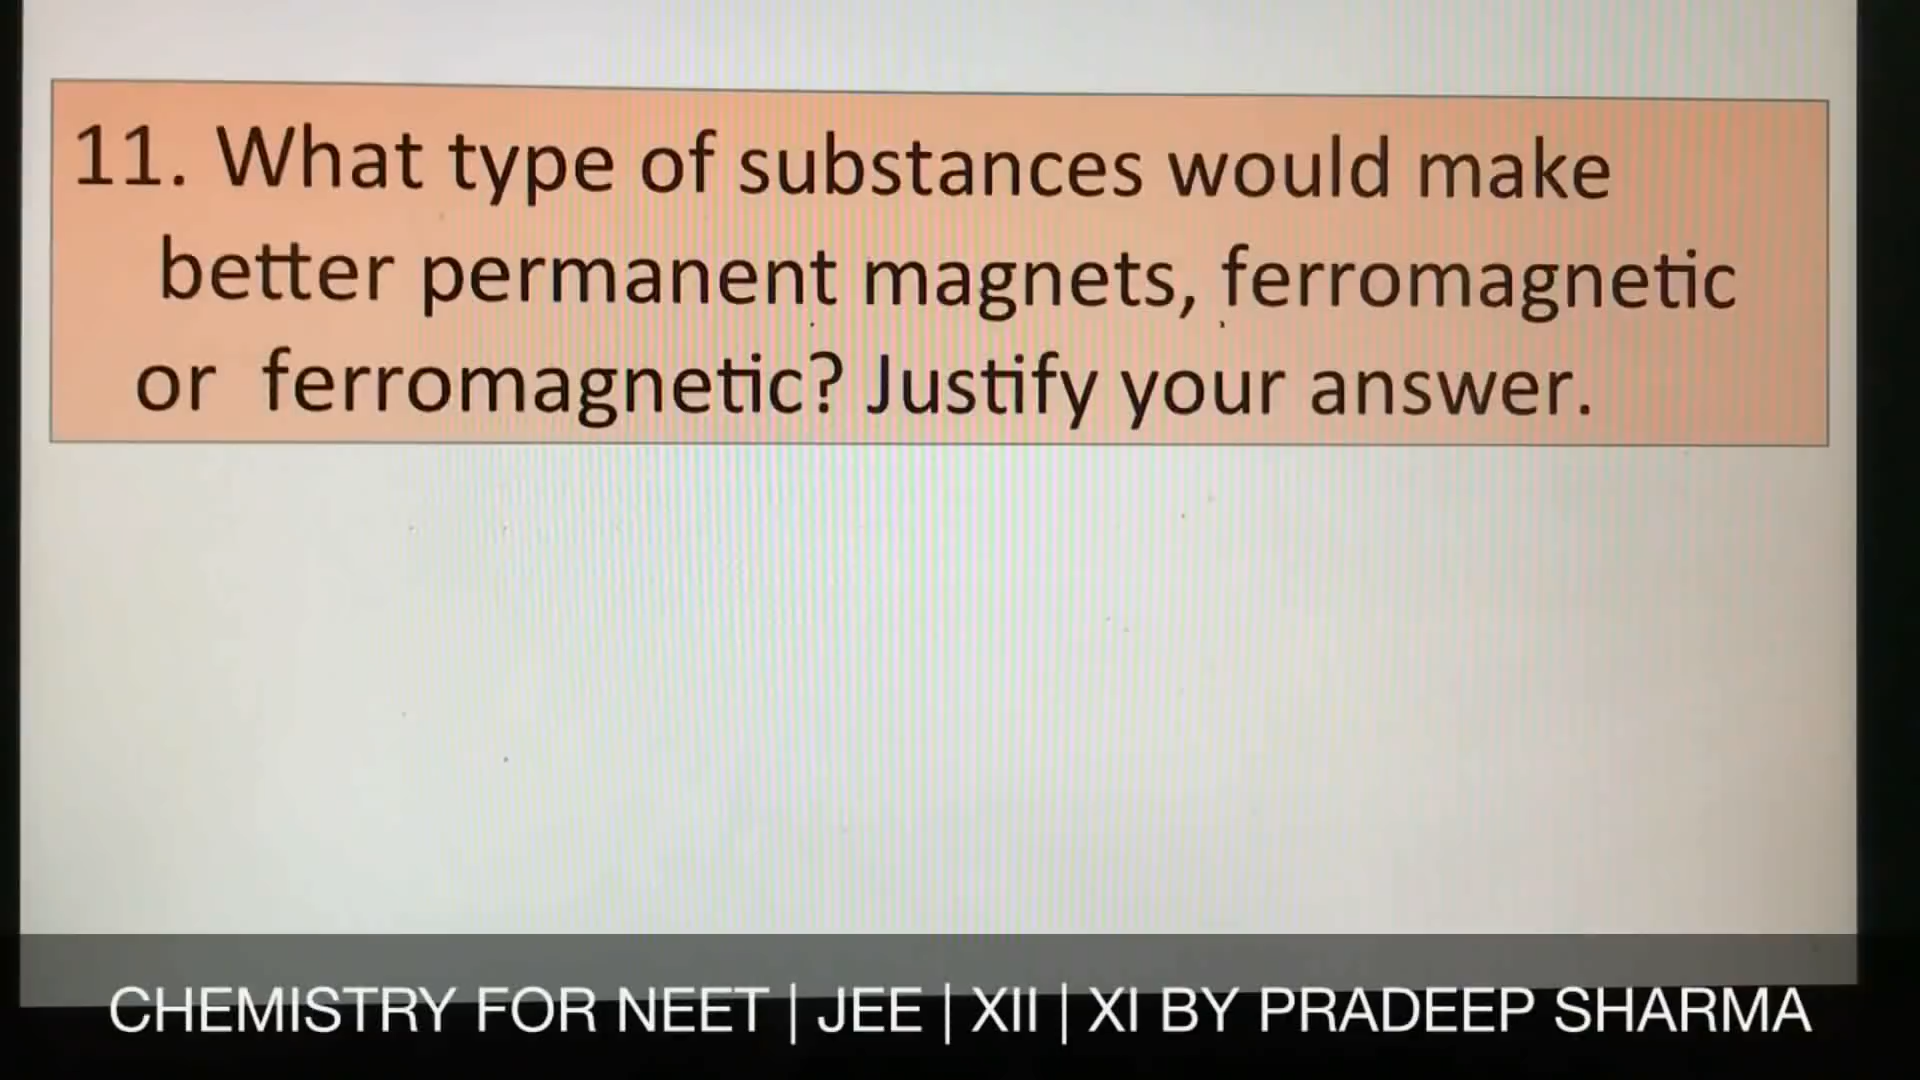 11. What type of substances would make
better permanent magnets, ferromagnetic
or ferromagnetic? Justify your answer.
CHEMISTRY FOR NEET | JEE | XII | XI BY PRADEEP SHARMA